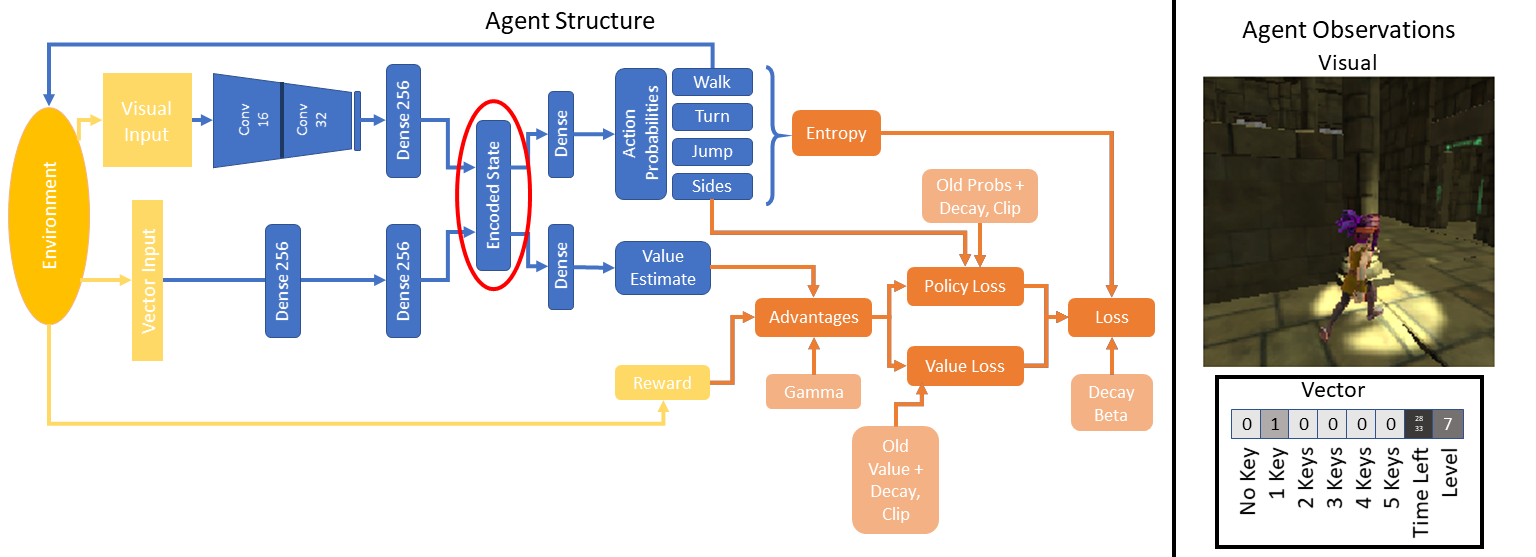 Agent Structure
Visual
Input
Conv
16
Conv
32
Dense 256
Environment
Vector Input
Dense 256
Dense 256
Encoded State
Dense
Dense
Action
Probabilities
Walk
Turn
Jump
Sides
Value
Estimate
Entropy
Old Probs +
Decay, Clip
Policy Loss
Advantages
Value Loss
Loss
Reward
Gamma
Decay
Beta
Old
Value +
Decay,
Clip
Agent Observations
Visual
Vector
0 1 0 0 0 0 28 33 7
No Key
1 Key
2 Keys
3 Keys
4 Keys
5 Keys
Time Left
Level